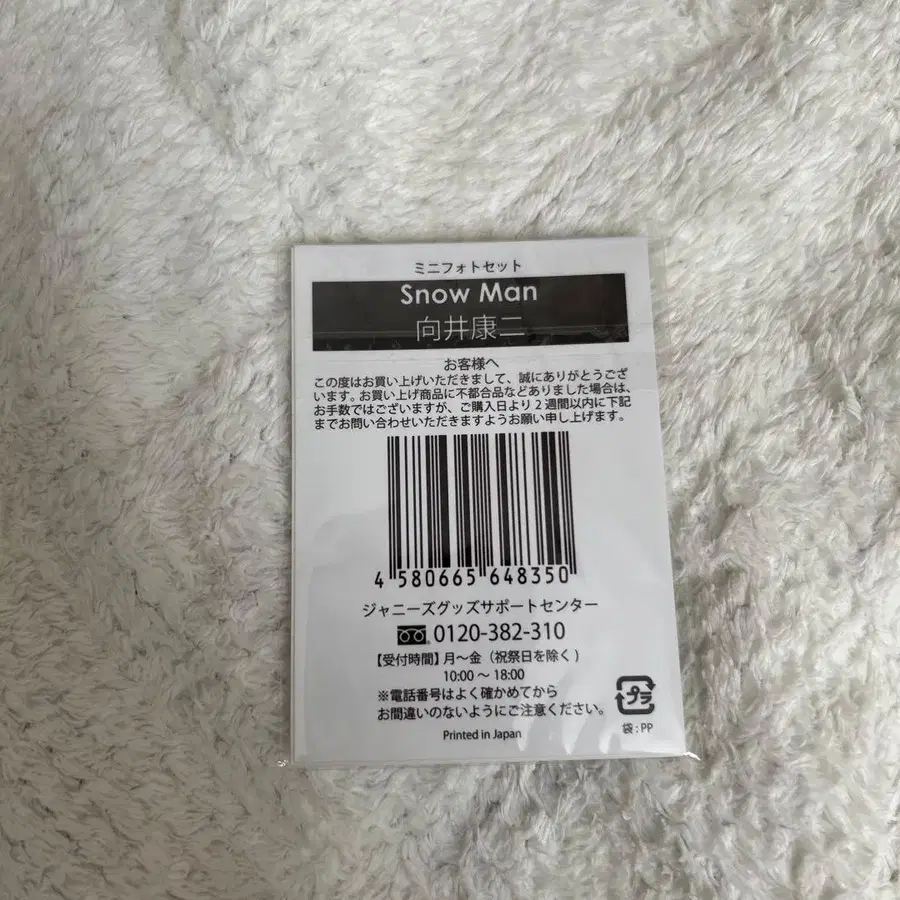 ミニフォトセット
Snow Man
向井康二
お客様へ
この度はお買い上げいただきまして、誠にありがとうござ
います。お買い上げ商品に不都合品などありました場合は、
お手数ではございますが、ご購入日より2週間以内に下記
までお問い合わせいただきますようお願い申し上げます。
4 580665 648350
ジャニーズグッズサポートセンター
0120-382-310
【受付時間】月〜金（祝祭日を除く)
10:00 〜 18:00
※電話番号はよく確かめてから
お間違いのないようにご注意ください。
プラ
袋 : PP
Printed in Japan